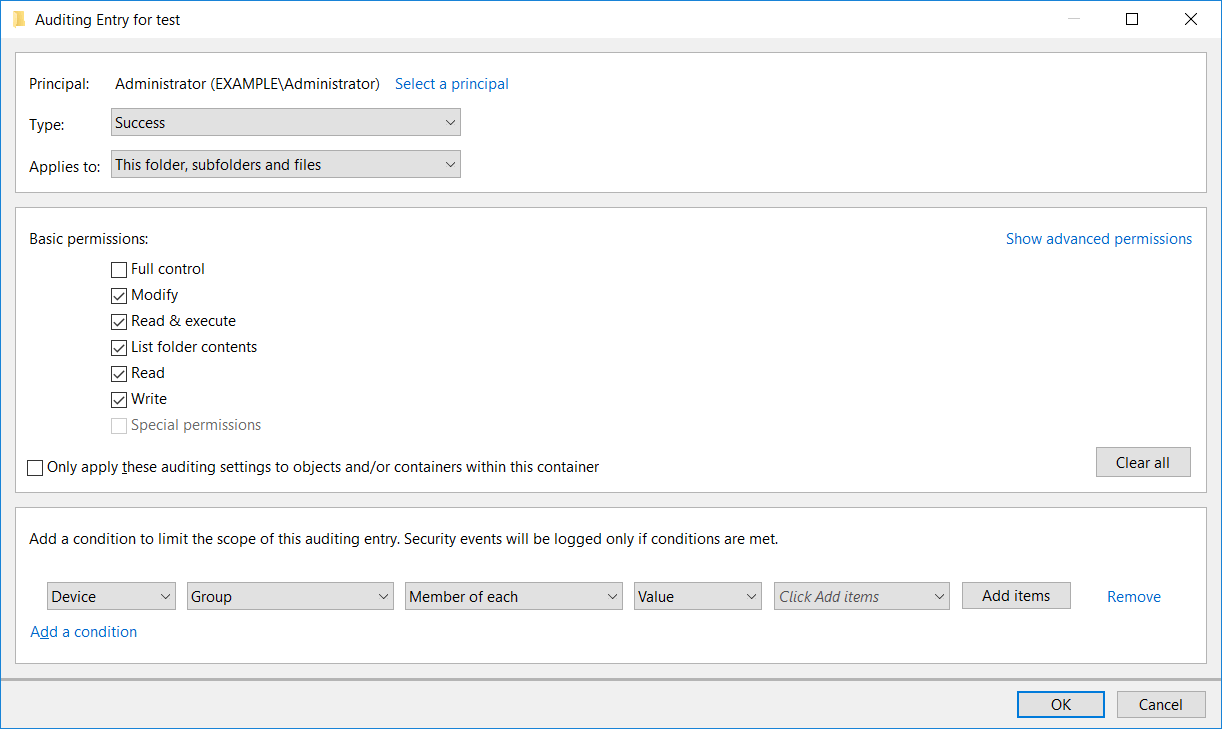 Auditing Entry for test
Principal: Administrator (EXAMPLE\Administrator) Select a principal
Type: Success
Applies to: This folder, subfolders and files
Basic permissions: Show advanced permissions
Full control
Modify
Read & execute
List folder contents
Read
Write
Special permissions
Only apply these auditing settings to objects and/or containers within this container Clear all
Add a condition to limit the scope of this auditing entry. Security events will be logged only if conditions are met.
Device Group Member of each Value Click Add items Add items Remove
Add a condition
OK Cancel